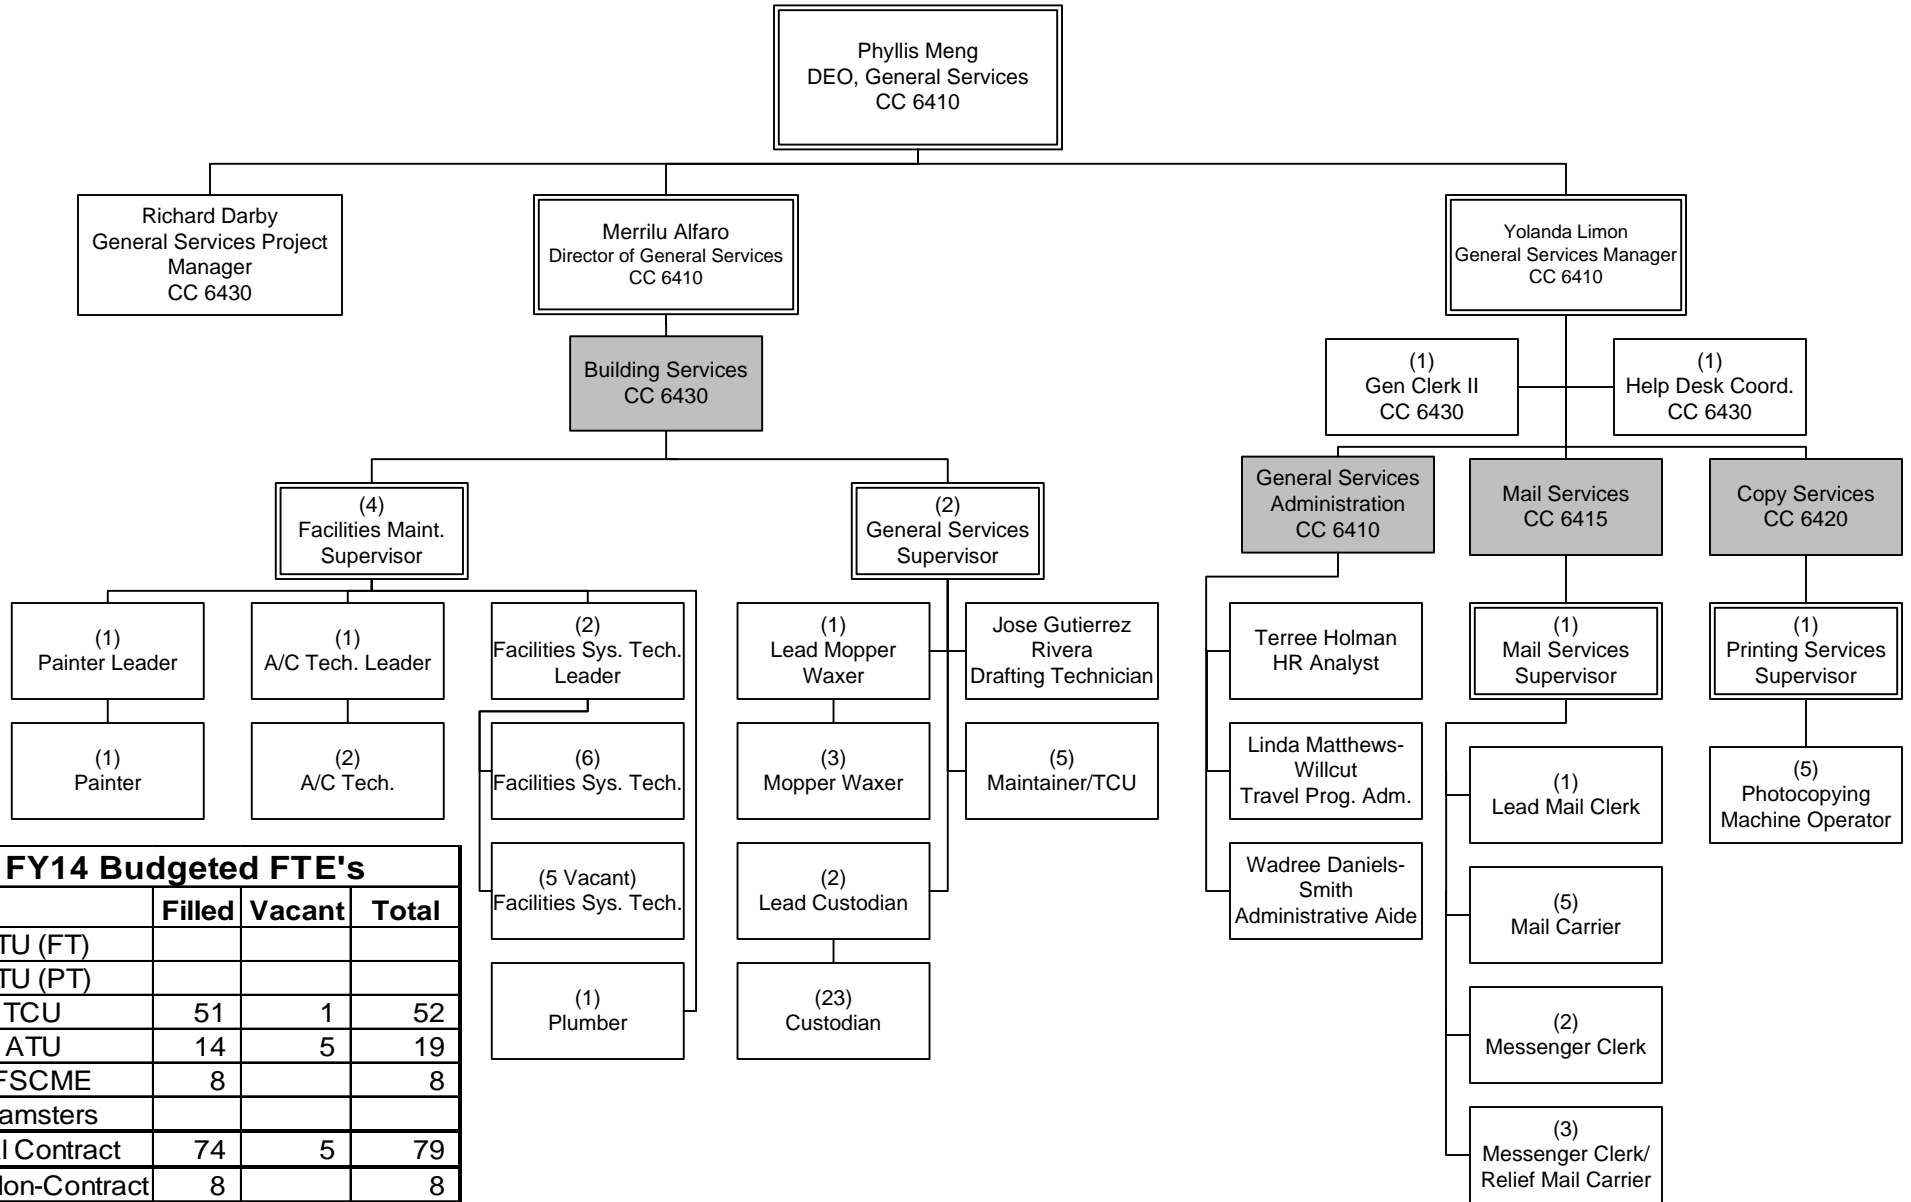 Phyllis Meng
DEO, General Services
CC 6410
Richard Darby
General Services Project
Manager
CC 6430
Merrilu Alfaro
Director of General Services
CC 6410
Yolanda Limon
General Services Manager
CC 6410
Building Services
CC 6430
(1)
Gen Clerk II
CC 6430
(1)
Help Desk Coord.
CC 6430
(4)
Facilities Maint.
Supervisor
(2)
General Services
Supervisor
General Services
Administration
CC 6410
Mail Services
CC 6415
Copy Services
CC 6420
(1)
Painter Leader
(1)
A/C Tech. Leader
(2)
Facilities Sys. Tech.
Leader
(1)
Lead Mopper
Waxer
Jose Gutierrez
Rivera
Drafting Technician
Terree Holman
HR Analyst
(1)
Mail Services
Supervisor
(1)
Printing Services
Supervisor
(1)
Painter
(2)
A/C Tech.
(6)
Facilities Sys. Tech.
(3)
Mopper Waxer
(5)
Maintainer/TCU
Linda Matthews-
Willcut
Travel Prog. Adm.
(1)
Lead Mail Clerk
(5)
Photocopying
Machine Operator
(5 Vacant)
Facilities Sys. Tech.
(2)
Lead Custodian
Wadree Daniels-
Smith
Administrative Aide
(5)
Mail Carrier
(1)
Plumber
(23)
Custodian
(2)
Messenger Clerk
(3)
Messenger Clerk/
Relief Mail Carrier
FY14 Budgeted FTE's
Filled Vacant Total
TU (FT)
TU (PT)
TCU 51 1 52
ATU 14 5 19
FSCME 8 8
amsters
l Contract 74 5 79
on-Contract 8 8